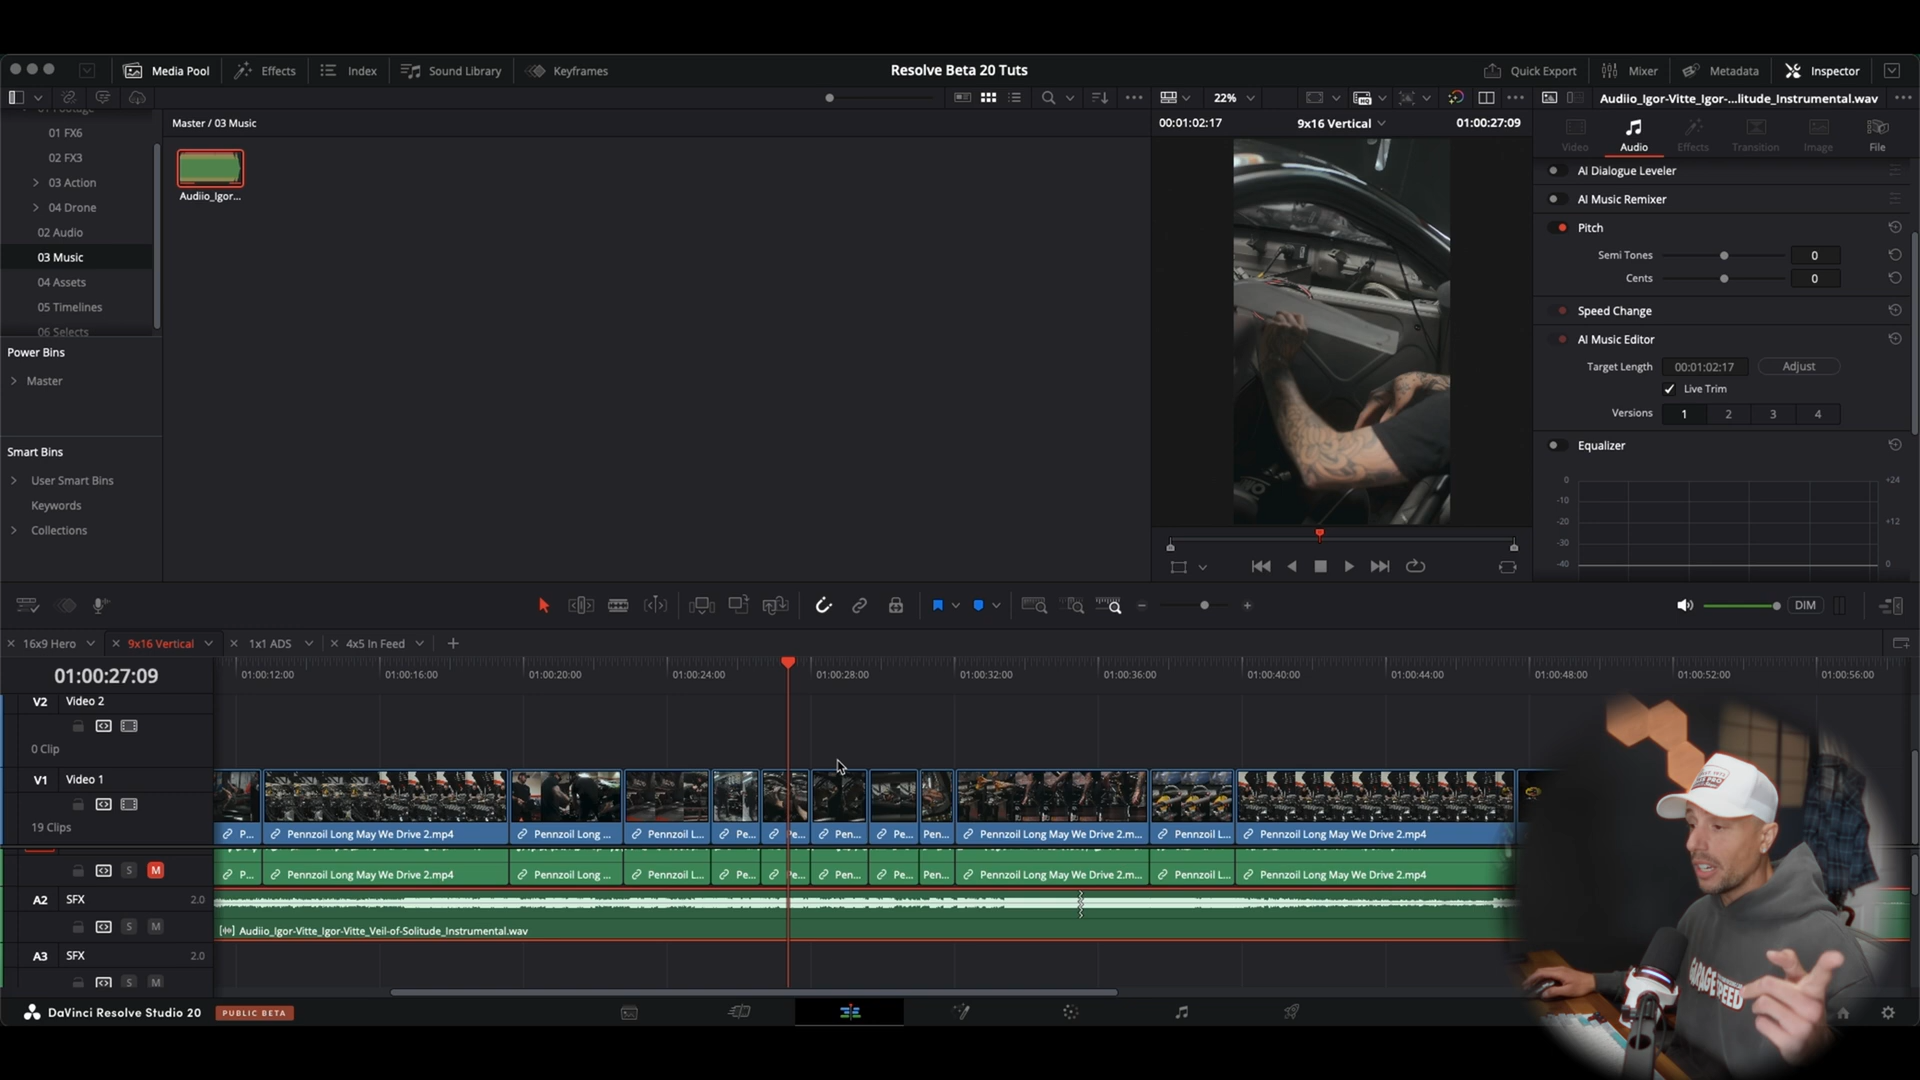 Media Pool
Effects
Index
Sound Library
Keyframes
Resolve Beta 20 Tuts
Quick Export
Mixer
Metadata
Inspector
22%
Audiio_Igor-Vitte_Igor-...litude_Instrumental.wav
01 FX6
02 FX3
03 Action
04 Drone
02 Audio
03 Music
04 Assets
05 Timelines
06 Selects
Power Bins
Master
Smart Bins
User Smart Bins
Keywords
Collections
Master / 03 Music
Audiio_Igor...
00:01:02:17
9x16 Vertical
01:00:27:09
Video
Audio
Effects
Transition
Image
File
AI Dialogue Leveler
AI Music Remixer
Pitch
Semi Tones
0
Cents
0
Speed Change
AI Music Editor
Target Length
00:01:02:17
Adjust
Live Trim
Versions
1
2
3
4
Equalizer
0
-10
-20
-30
-40
+24
+12
0
DIM
16x9 Hero
9x16 Vertical
1x1 ADS
4x5 In Feed
01:00:27:09
01:00:12:00
01:00:16:00
01:00:20:00
01:00:24:00
01:00:28:00
01:00:32:00
01:00:36:00
01:00:40:00
01:00:44:00
01:00:48:00
01:00:52:00
01:00:56:00
V2
Video 2
0 Clip
V1
Video 1
19 Clips
P...
Pennzoil Long May We Drive 2.mp4
Pennzoil Long ...
Pennzoil L...
Pe...
Pe...
Pen...
Pe...
Pen...
Pennzoil Long May We Drive 2.m...
Pennzoil L...
Pennzoil Long May We Drive 2.mp4
S
M
P...
Pennzoil Long May We Drive 2.mp4
Pennzoil Long ...
Pennzoil L...
Pe...
Pe...
Pen...
Pe...
Pen...
Pennzoil Long May We Drive 2.m...
Pennzoil L...
Pennzoil Long May We Drive 2.mp4
A2
SFX
2.0
S
M
Audiio_Igor-Vitte_Igor-Vitte_Veil-of-Solitude_Instrumental.wav
A3
SFX
2.0
S
M
DaVinci Resolve Studio 20
PUBLIC BETA
GARAGE
SPEED